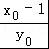 x₀ − 1
y₀